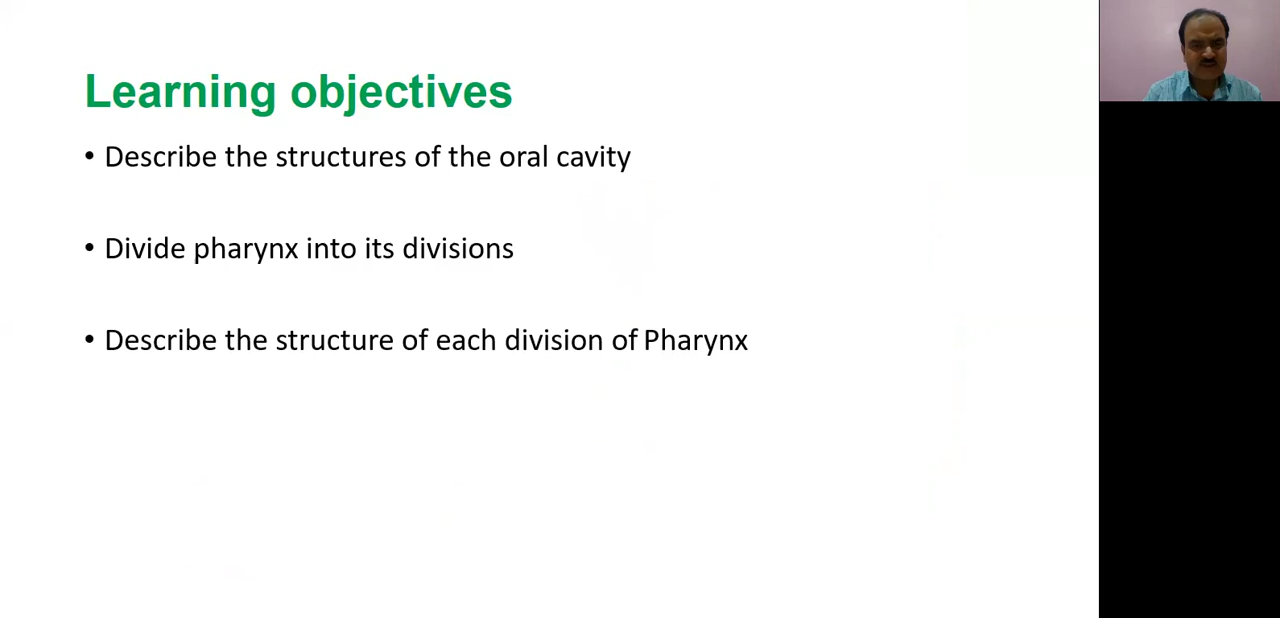 Learning objectives
• Describe the structures of the oral cavity
• Divide pharynx into its divisions
• Describe the structure of each division of Pharynx